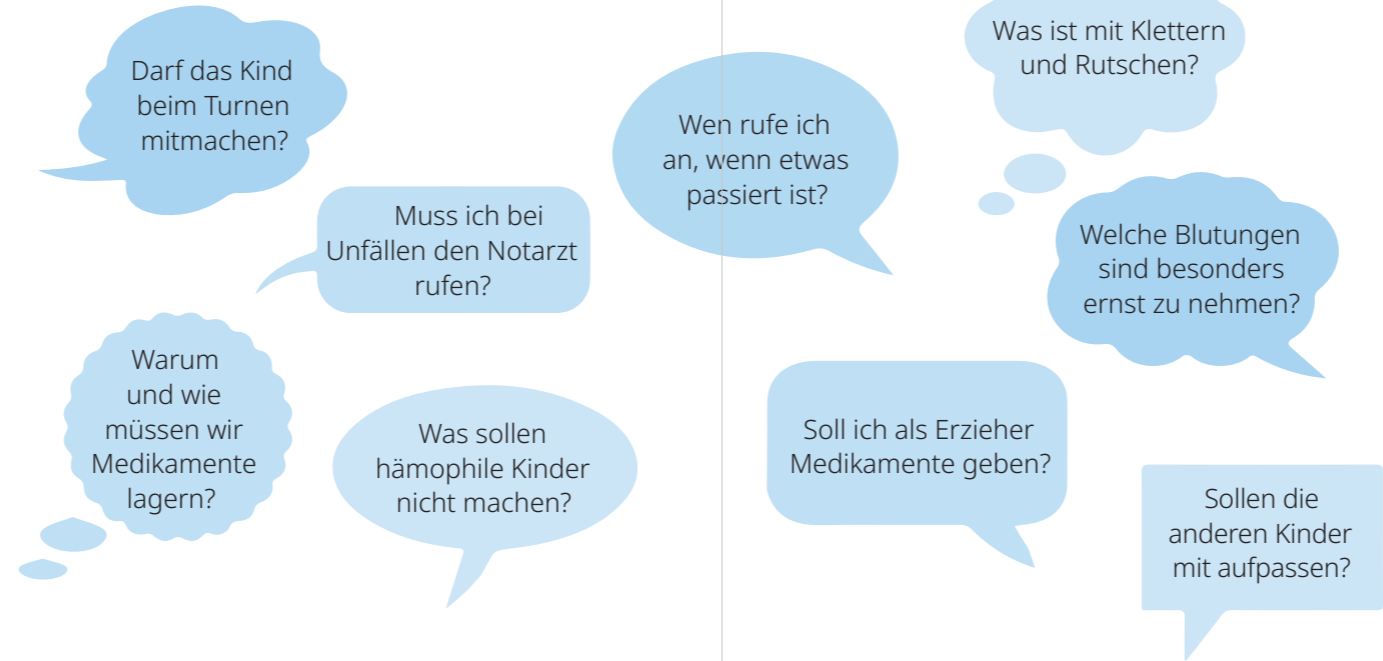 Darf das Kind
beim Turnen
mitmachen?
Muss ich bei
Unfällen den Notarzt
rufen?
Warum
und wie
müssen wir
Medikamente
lagern?
Was sollen
hämophile Kinder
nicht machen?
Wen rufe ich
an, wenn etwas
passiert ist?
Was ist mit Klettern
und Rutschen?
Welche Blutungen
sind besonders
ernst zu nehmen?
Soll ich als Erzieher
Medikamente geben?
Sollen die
anderen Kinder
mit aufpassen?